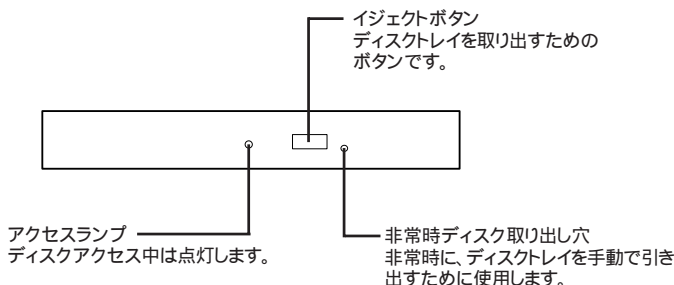 イジェクトボタン
ディスクトレイを取り出すための
ボタンです。
アクセスランプ
ディスクアクセス中は点灯します。
非常時ディスク取り出し穴
非常時に、ディスクトレイを手動で引き
出すために使用します。